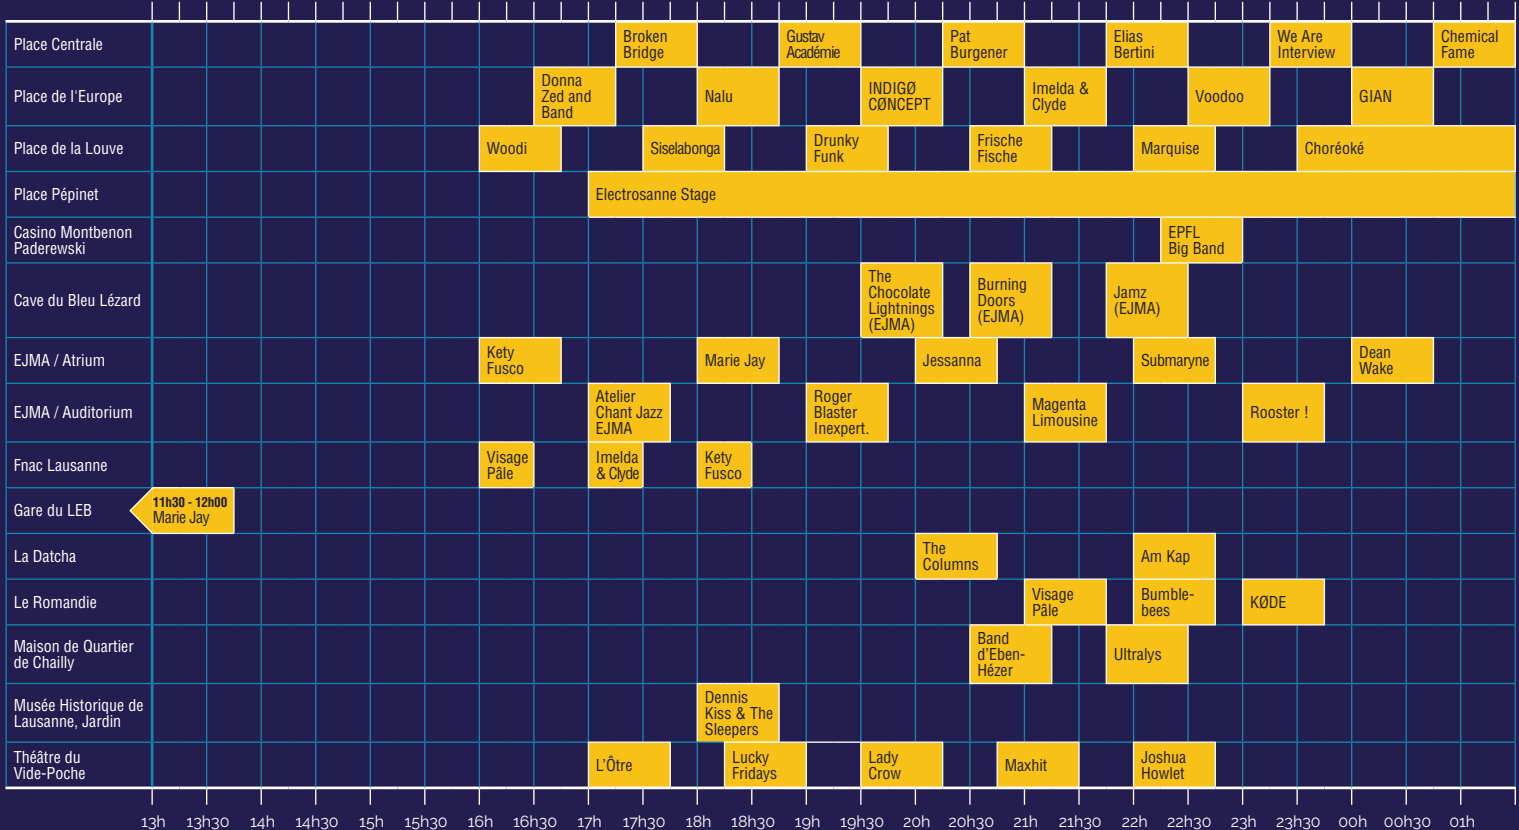 Place Centrale
Broken
Bridge
Gustav
Académie
Pat
Burgener
Elias
Bertini
We Are
Interview
Chemical
Fame
Place de l'Europe
Donna
Zed and
Band
Nalu
INDIGØ
CØNCEPT
Imelda &
Clyde
Voodoo
GIAN
Place de la Louve
Woodi
Siselabonga
Drunky
Funk
Frische
Fische
Marquise
Choréoké
Place Pépinet
Electrosanne Stage
Casino Montbenon
Paderewski
EPFL
Big Band
Cave du Bleu Lézard
The
Chocolate
Lightnings
(EJMA)
Burning
Doors
(EJMA)
Jamz
(EJMA)
EJMA / Atrium
Kety
Fusco
Marie Jay
Jessanna
Submaryne
Dean
Wake
EJMA / Auditorium
Atelier
Chant Jazz
EJMA
Roger
Blaster
Inexpert.
Magenta
Limousine
Rooster !
Fnac Lausanne
Visage
Pâle
Imelda
& Clyde
Kety
Fusco
Gare du LEB
11h30 - 12h00
Marie Jay
La Datcha
The
Columns
Am Kap
Le Romandie
Visage
Pâle
Bumble-
bees
KØDE
Maison de Quartier
de Chailly
Band
d'Eben-
Hézer
Ultralys
Musée Historique de
Lausanne, Jardin
Dennis
Kiss & The
Sleepers
Théâtre du
Vide-Poche
L'Ôtre
Lucky
Fridays
Lady
Crow
Maxhit
Joshua
Howlet
13h 13h30 14h 14h30 15h 15h30 16h 16h30 17h 17h30 18h 18h30 19h 19h30 20h 20h30 21h 21h30 22h 22h30 23h 23h30 00h 00h30 01h